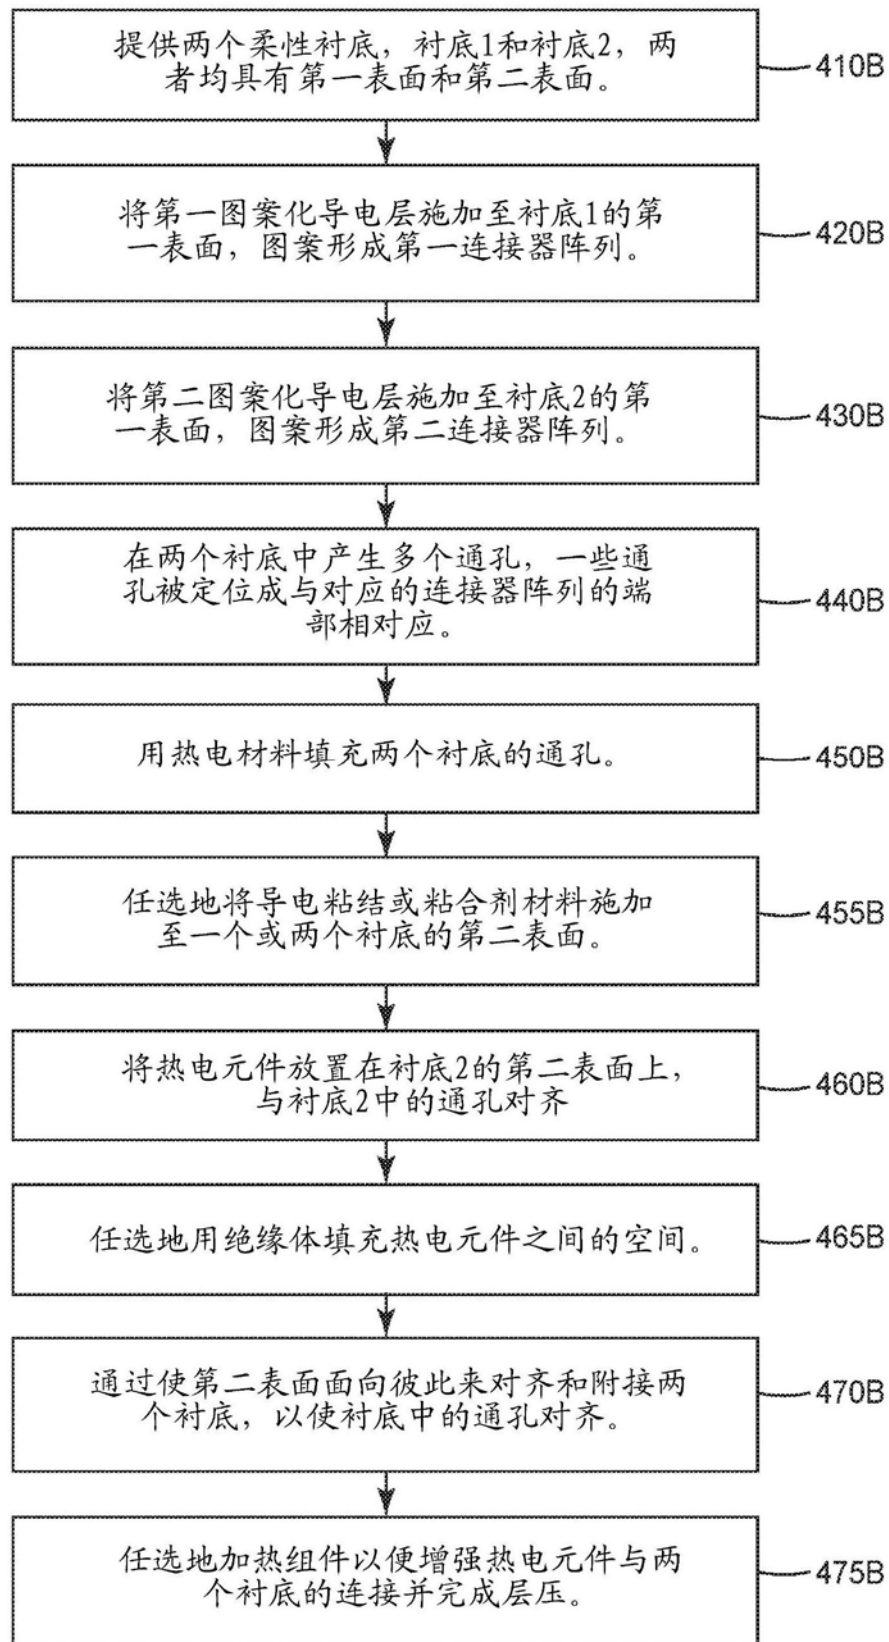 提供两个柔性衬底，衬底1和衬底2，两
者均具有第一表面和第二表面。
410B
将第一图案化导电层施加至衬底1的第
一表面，图案形成第一连接器阵列。
420B
将第二图案化导电层施加至衬底2的第
一表面，图案形成第二连接器阵列。
430B
在两个衬底中产生多个通孔，一些通
孔被定位成与对应的连接器阵列的端
部相对应。
440B
用热电材料填充两个衬底的通孔。
450B
任选地将导电粘结或粘合剂材料施加
至一个或两个衬底的第二表面。
455B
将热电元件放置在衬底2的第二表面上，
与衬底2中的通孔对齐
460B
任选地用绝缘体填充热电元件之间的空间。
465B
通过使第二表面面向彼此来对齐和附接两
个衬底，以使衬底中的通孔对齐。
470B
任选地加热组件以便增强热电元件与两
个衬底的连接并完成层压。
475B